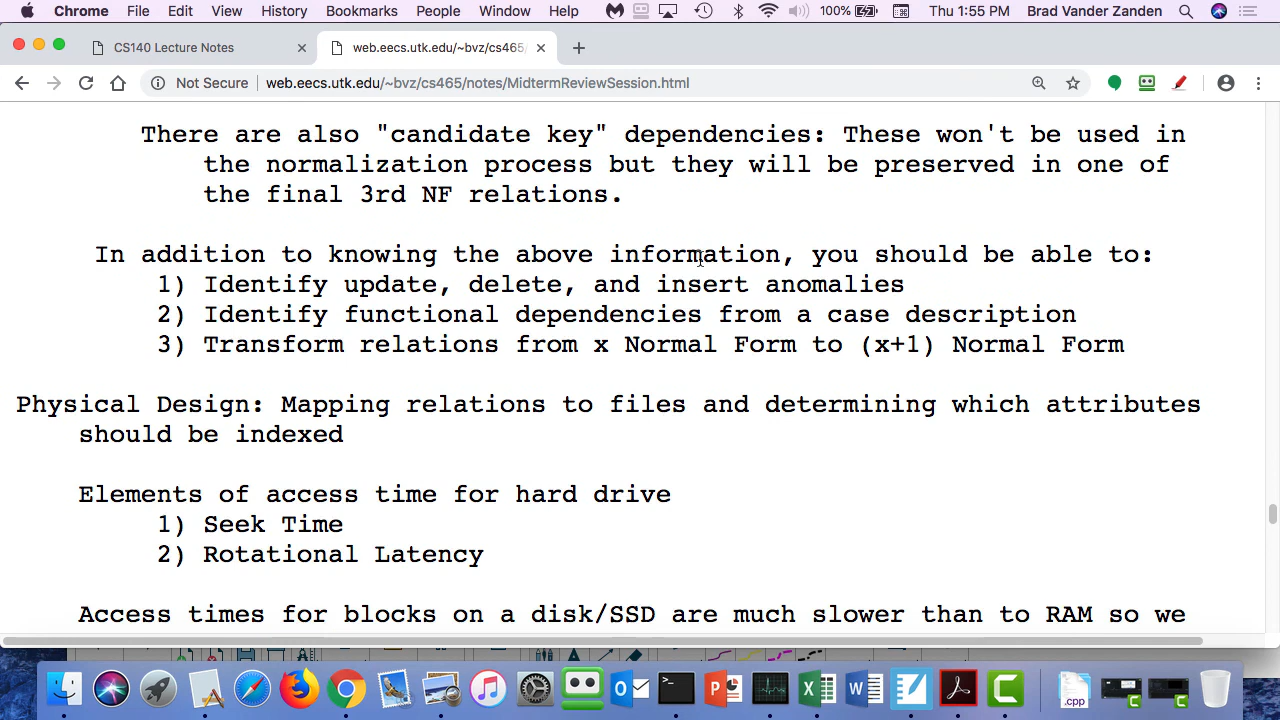 Chrome File Edit View History Bookmarks People Window Help 100% Thu 1:55 PM Brad Vander Zanden
CS140 Lecture Notes web.eecs.utk.edu/~bvz/cs465/
Not Secure web.eecs.utk.edu/~bvz/cs465/notes/MidtermReviewSession.html
There are also "candidate key" dependencies: These won't be used in
the normalization process but they will be preserved in one of
the final 3rd NF relations.
In addition to knowing the above information, you should be able to:
1) Identify update, delete, and insert anomalies
2) Identify functional dependencies from a case description
3) Transform relations from x Normal Form to (x+1) Normal Form
Physical Design: Mapping relations to files and determining which attributes
should be indexed
Elements of access time for hard drive
1) Seek Time
2) Rotational Latency
Access times for blocks on a disk/SSD are much slower than to RAM so we
.cpp